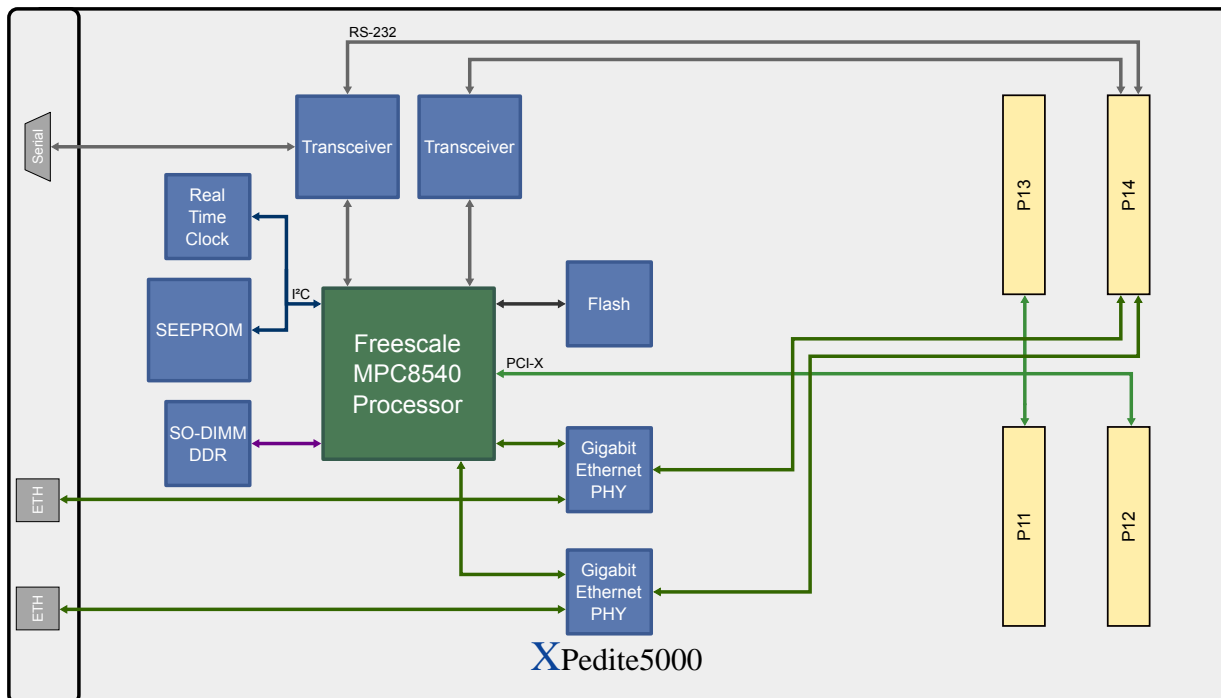 RS-232
Serial
Transceiver
Transceiver
P13
P14
Real
Time
Clock
I²C
SEEPROM
Flash
Freescale
MPC8540
Processor
PCI-X
SO-DIMM
DDR
Gigabit
Ethernet
PHY
ETH
P11
P12
Gigabit
Ethernet
PHY
ETH
XPedite5000